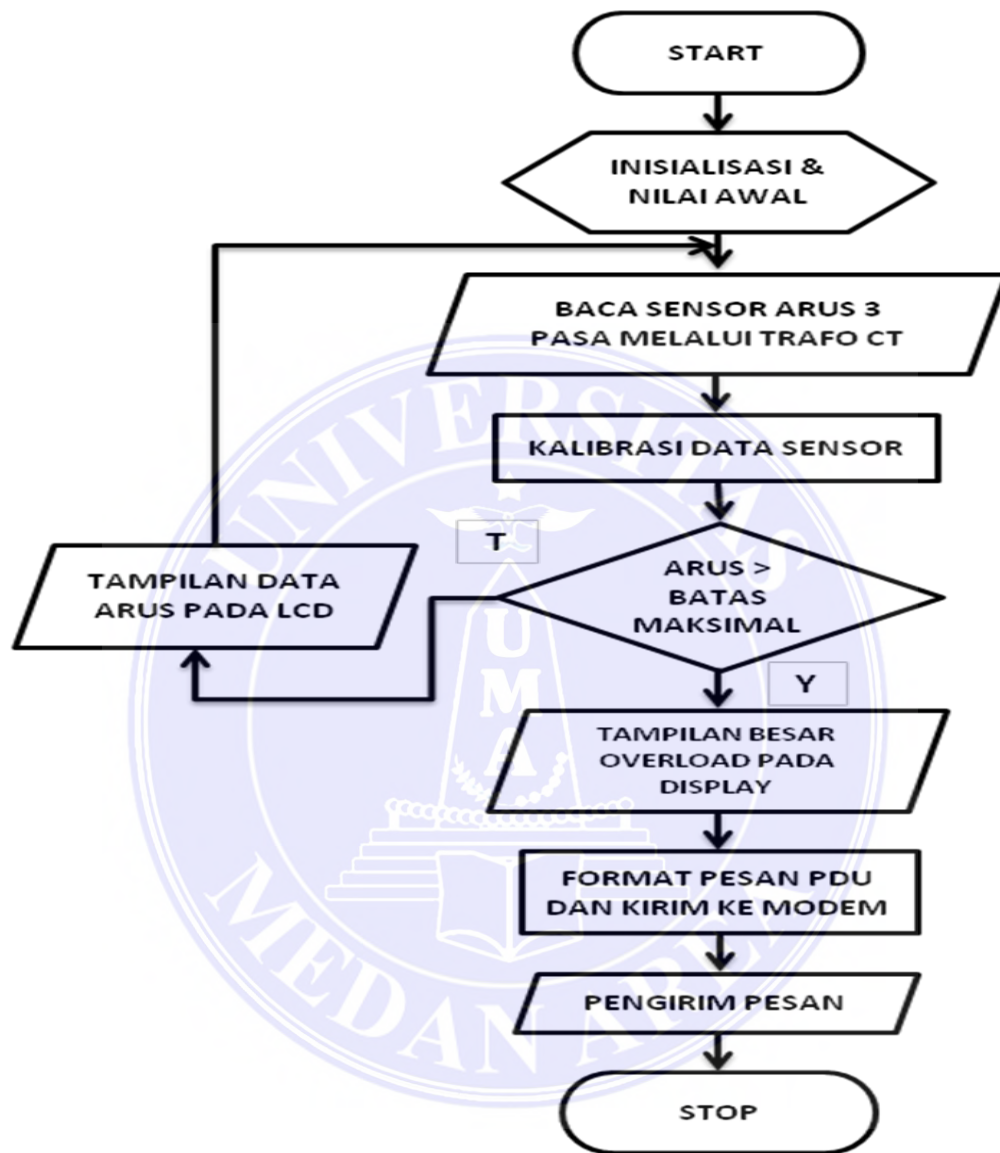 START
INISIALISASI &
NILAI AWAL
BACA SENSOR ARUS 3
PASA MELALUI TRAFO CT
KALIBRASI DATA SENSOR
T
ARUS >
BATAS
MAKSIMAL
TAMPILAN DATA
ARUS PADA LCD
Y
TAMPILAN BESAR
OVERLOAD PADA
DISPLAY
FORMAT PESAN PDU
DAN KIRIM KE MODEM
PENGIRIM PESAN
STOP
UNIVERSITAS
MEDAN AREA
UMA